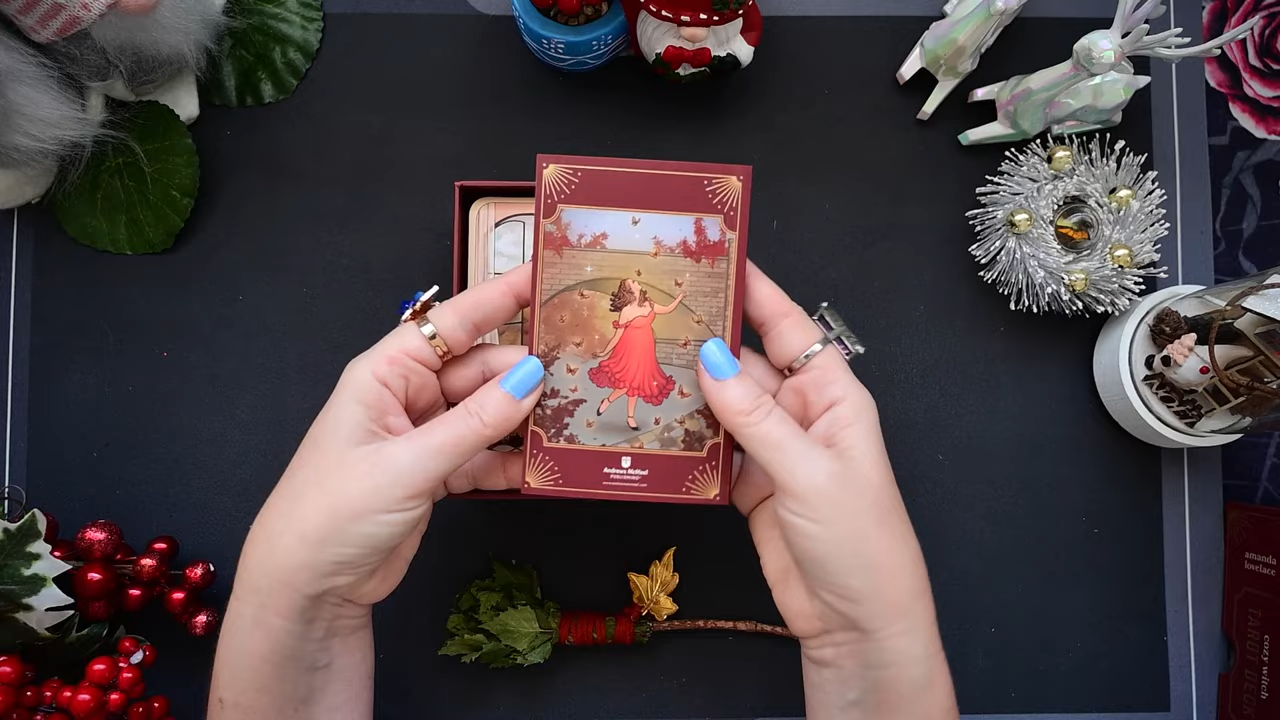 Andrews McMeel
PUBLISHING
amanda
lovelace
cozy witch
TAROT DECK